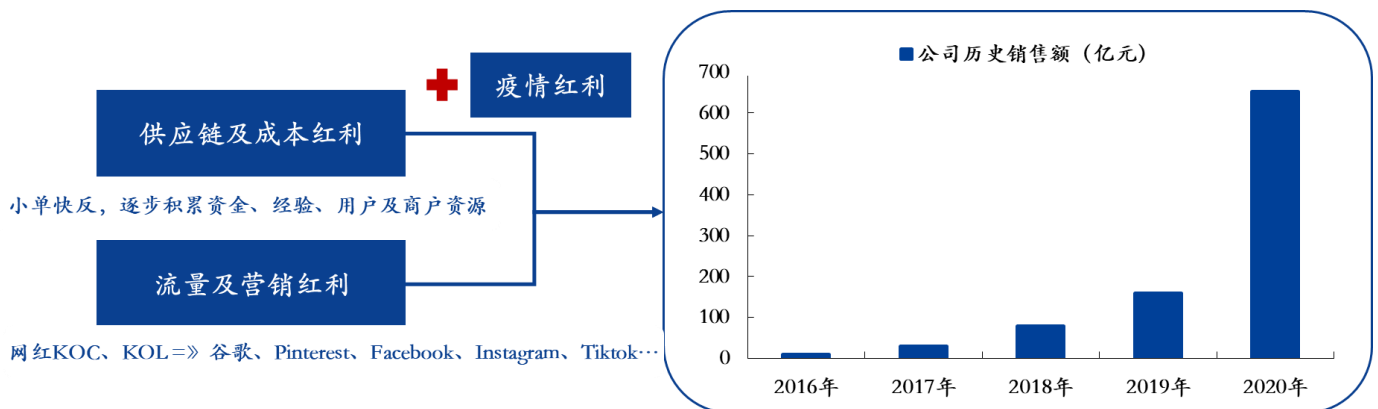 疫情红利
供应链及成本红利
小单快反，逐步积累资金、经验、用户及商户资源
流量及营销红利
网红KOC、KOL=》谷歌、Pinterest、Facebook、Instagram、Tiktok…
公司历史销售额（亿元）
700
600
500
400
300
200
100
0
2016年 2017年 2018年 2019年 2020年